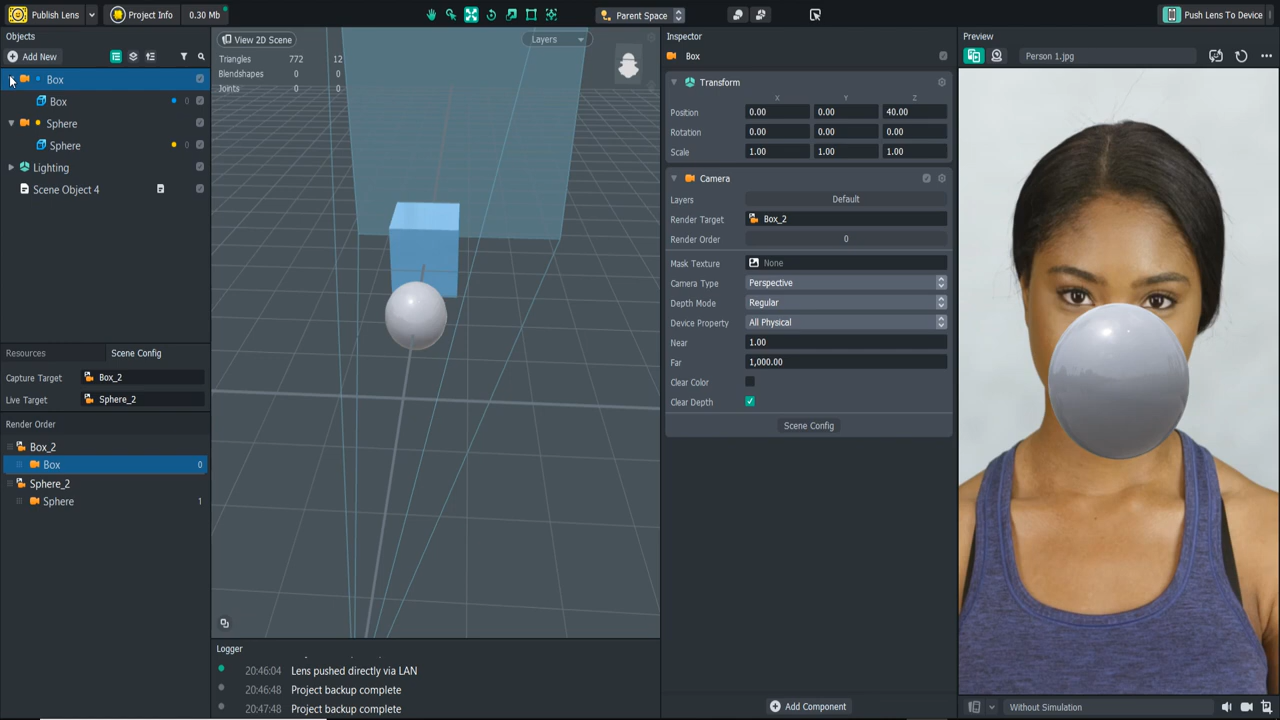 Publish Lens
Project Info
0.30 Mb
Parent Space
Push Lens To Device
Objects
Add New
Box
Box
0
Sphere
Sphere
0
Lighting
Scene Object 4
Resources
Scene Config
Capture Target
Box_2
Live Target
Sphere_2
Render Order
Box_2
Box
0
Sphere_2
Sphere
1
View 2D Scene
Layers
Triangles 772 12
Blendshapes 0 0
Joints 0 0
Logger
20:46:04 Lens pushed directly via LAN
20:46:48 Project backup complete
20:47:48 Project backup complete
Inspector
Box
Transform
X Y Z
Position 0.00 0.00 40.00
Rotation 0.00 0.00 0.00
Scale 1.00 1.00 1.00
Camera
Layers Default
Render Target Box_2
Render Order 0
Mask Texture None
Camera Type Perspective
Depth Mode Regular
Device Property All Physical
Near 1.00
Far 1,000.00
Clear Color
Clear Depth
Scene Config
Add Component
Preview
Person 1.jpg
Without Simulation